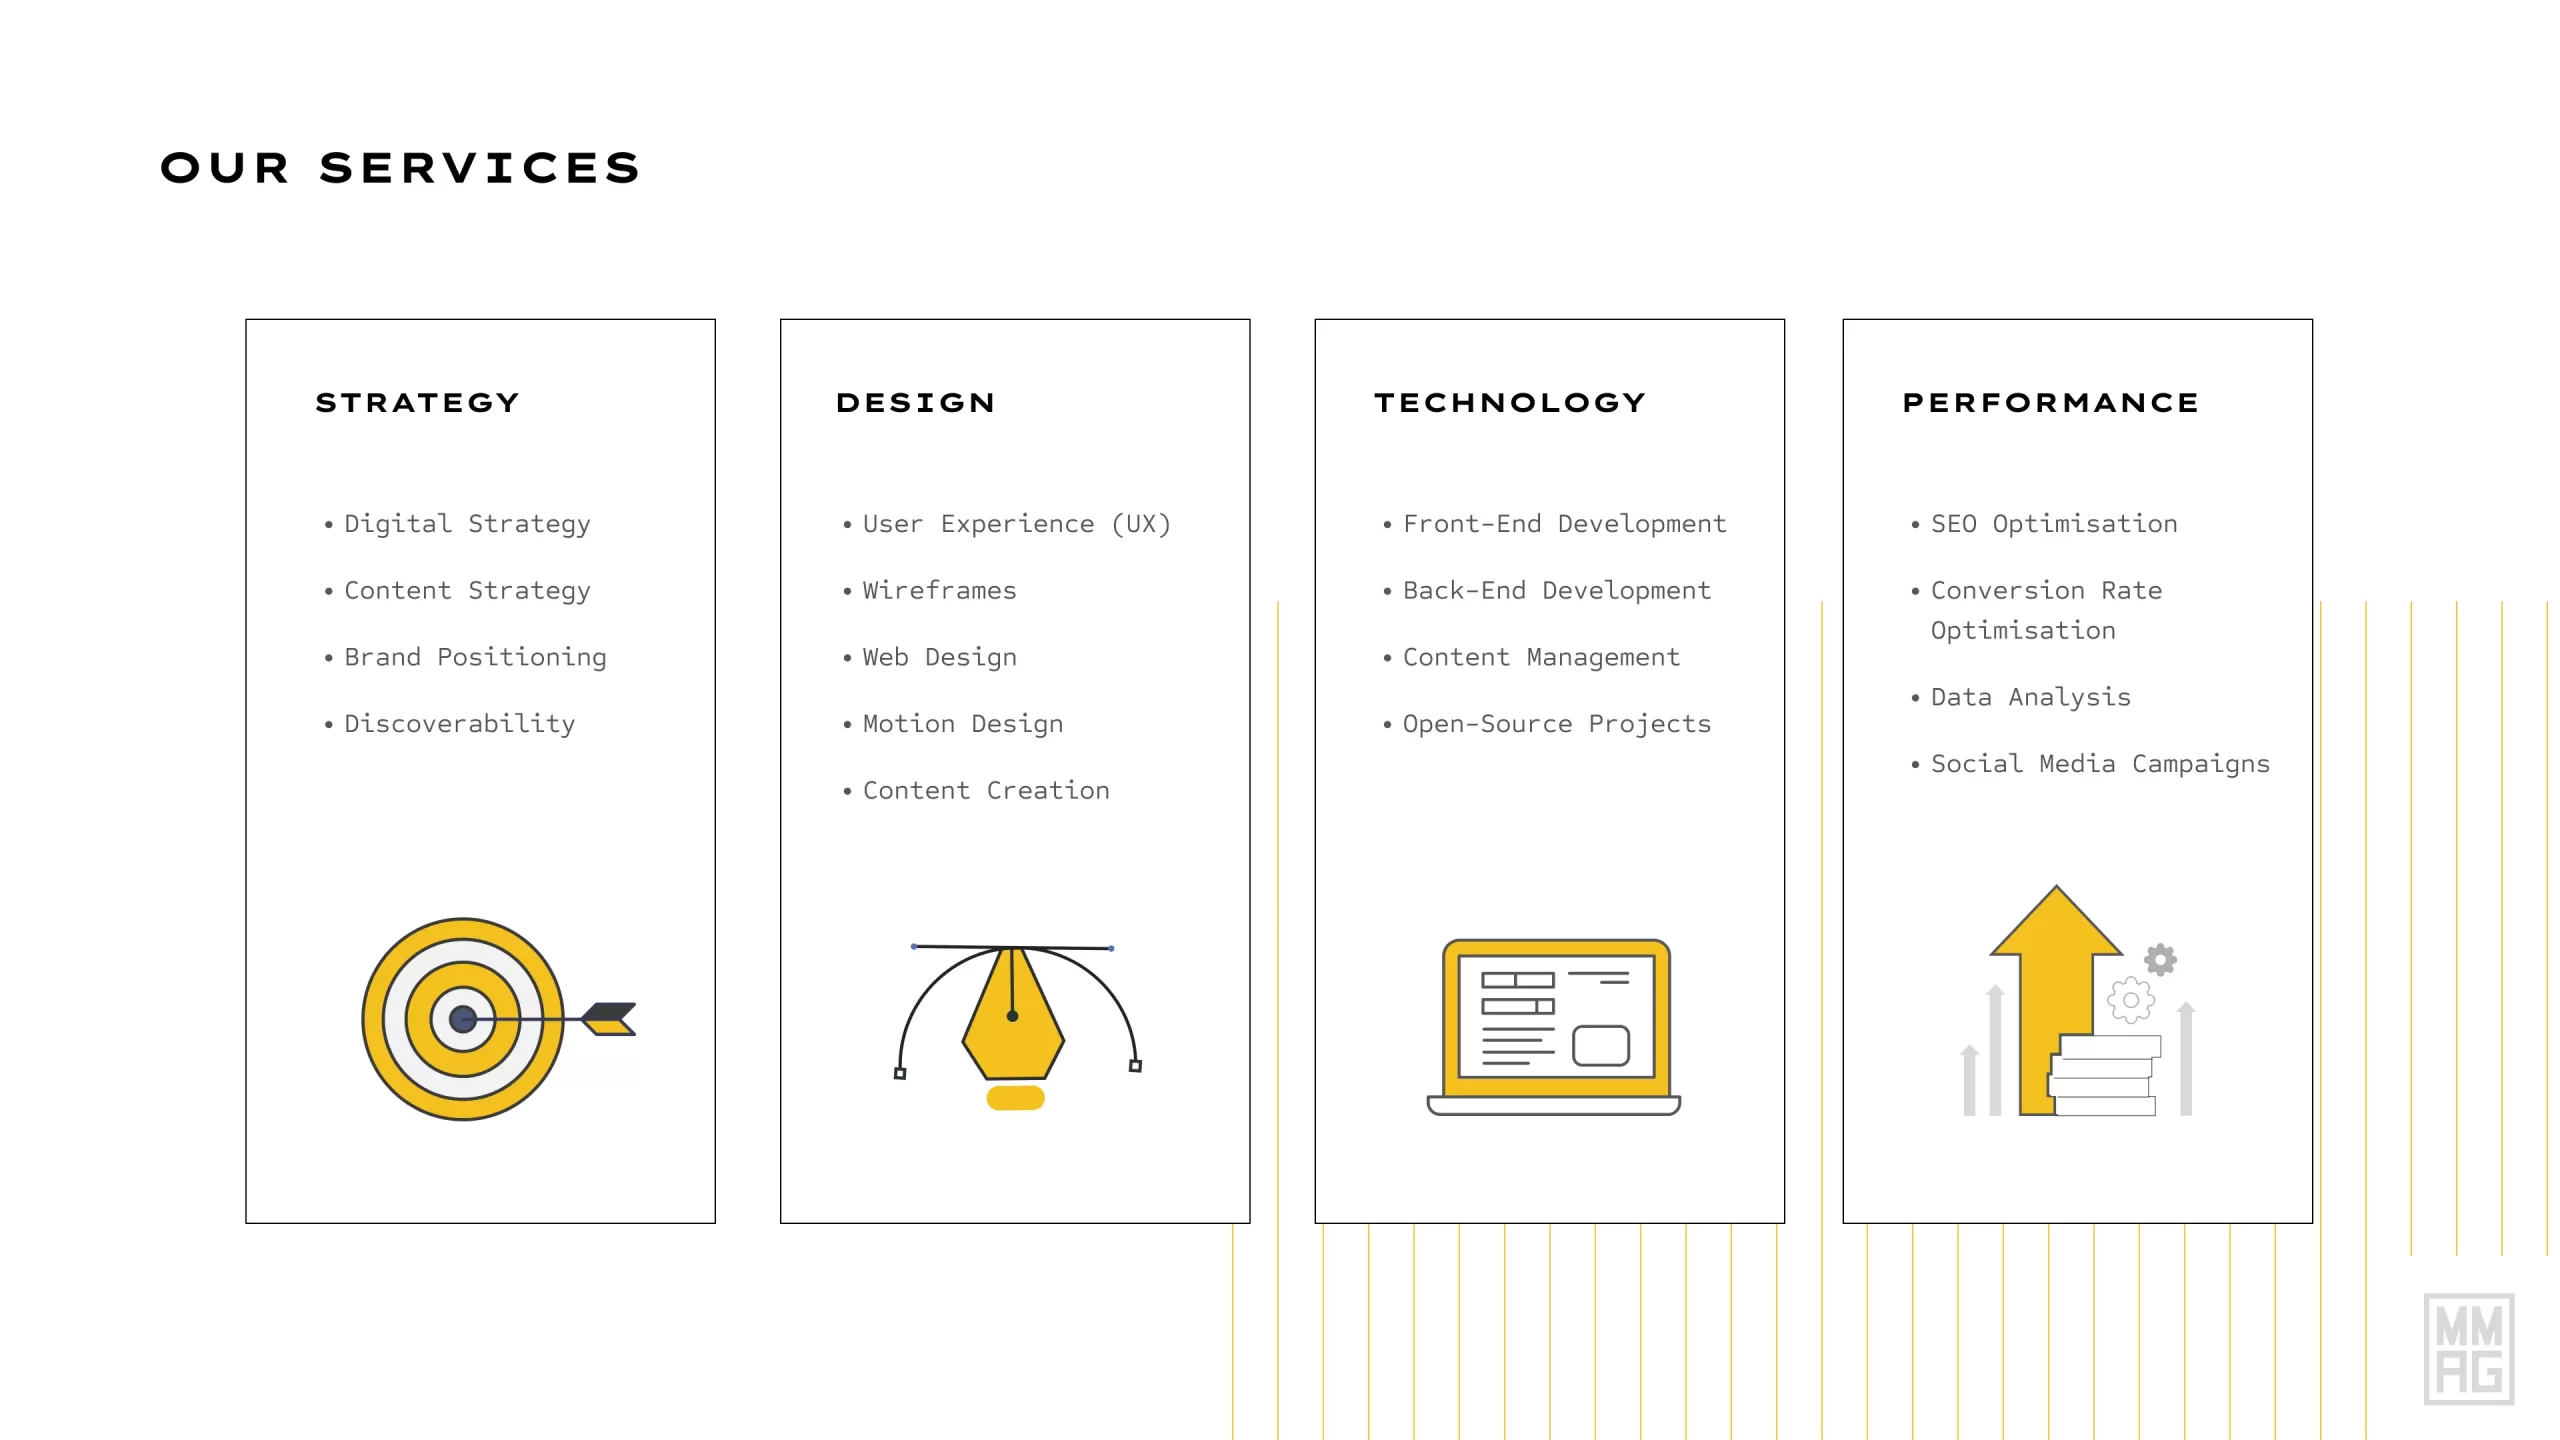 OUR SERVICES
STRATEGY
• Digital Strategy
• Content Strategy
• Brand Positioning
• Discoverability
DESIGN
• User Experience (UX)
• Wireframes
• Web Design
• Motion Design
• Content Creation
TECHNOLOGY
• Front-End Development
• Back-End Development
• Content Management
• Open-Source Projects
PERFORMANCE
• SEO Optimisation
• Conversion Rate
Optimisation
• Data Analysis
• Social Media Campaigns
MM
AG